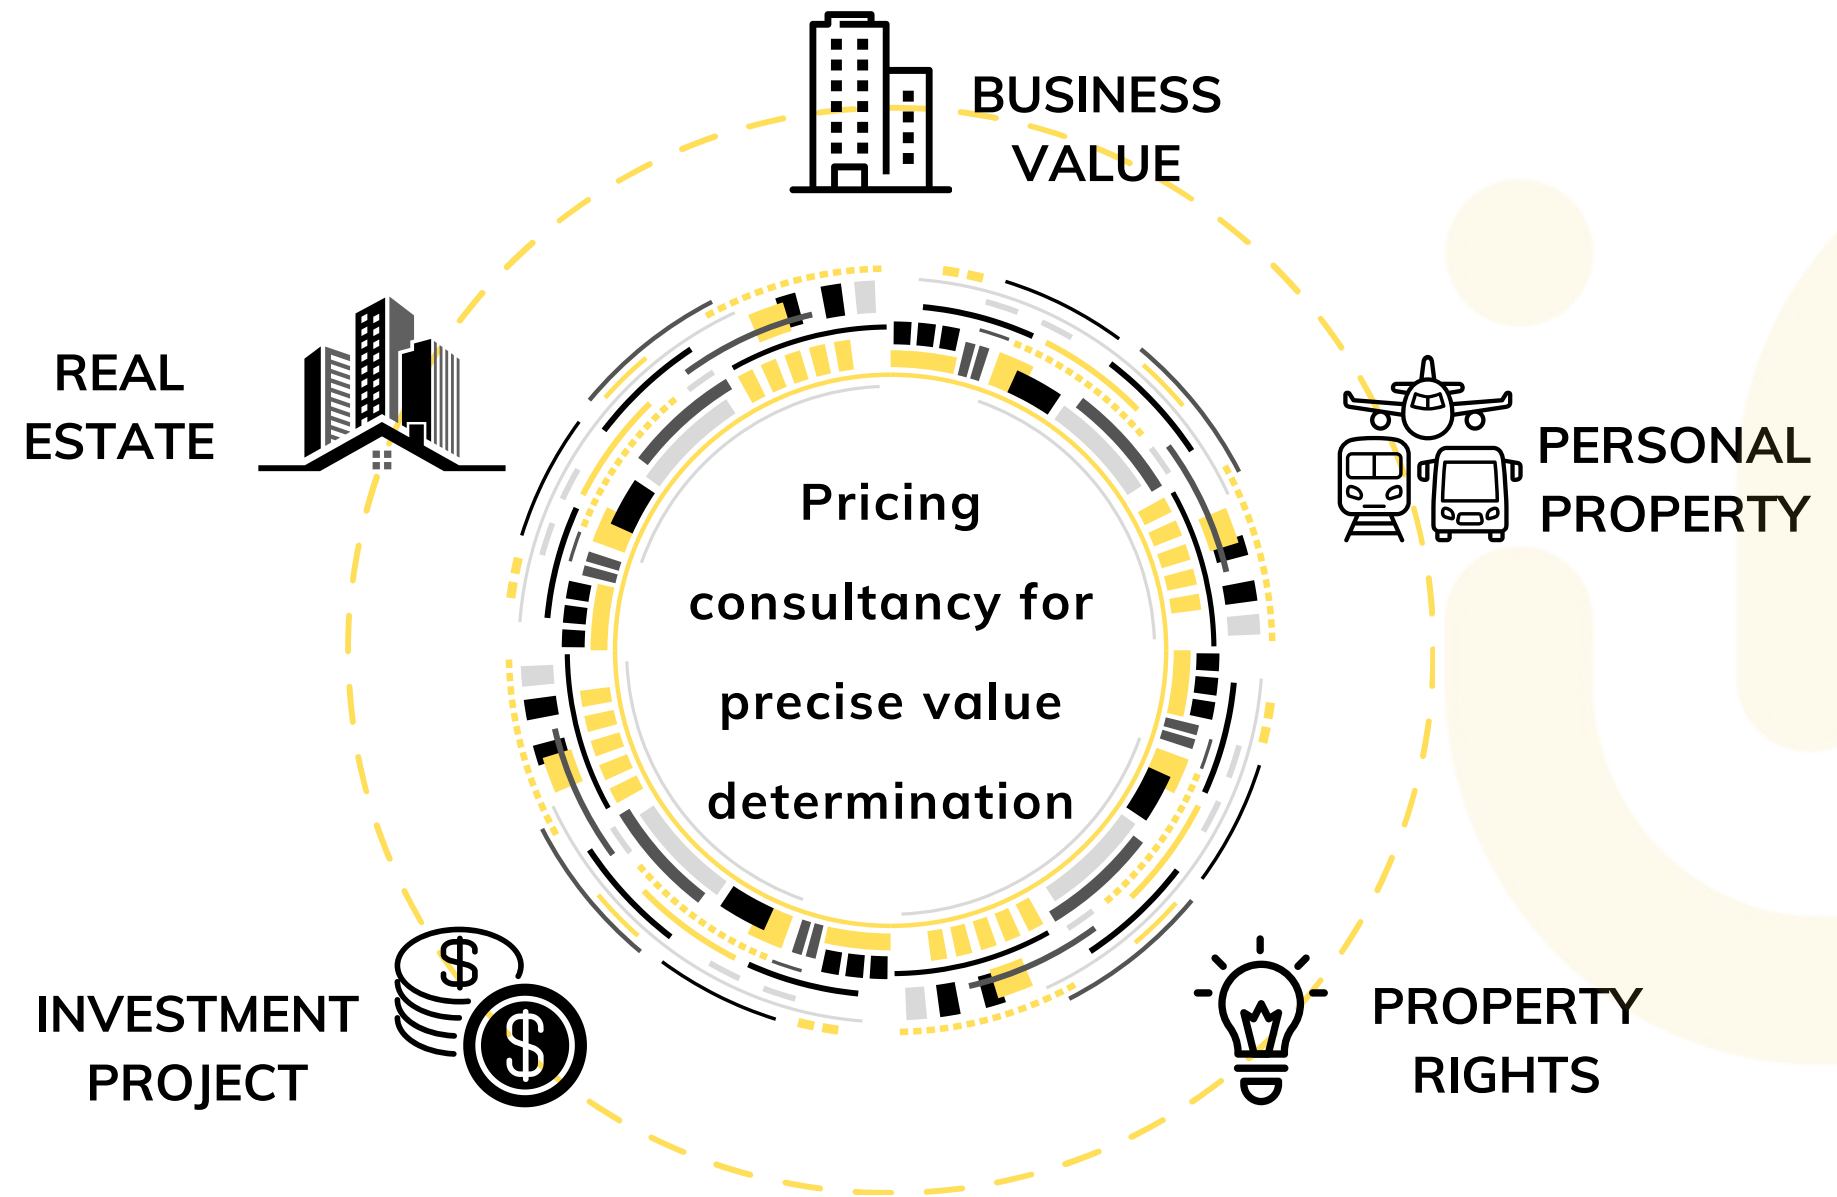 BUSINESS
VALUE
REAL
ESTATE
PERSONAL
PROPERTY
Pricing
consultancy for
precise value
determination
INVESTMENT
PROJECT
$
$
PROPERTY
RIGHTS